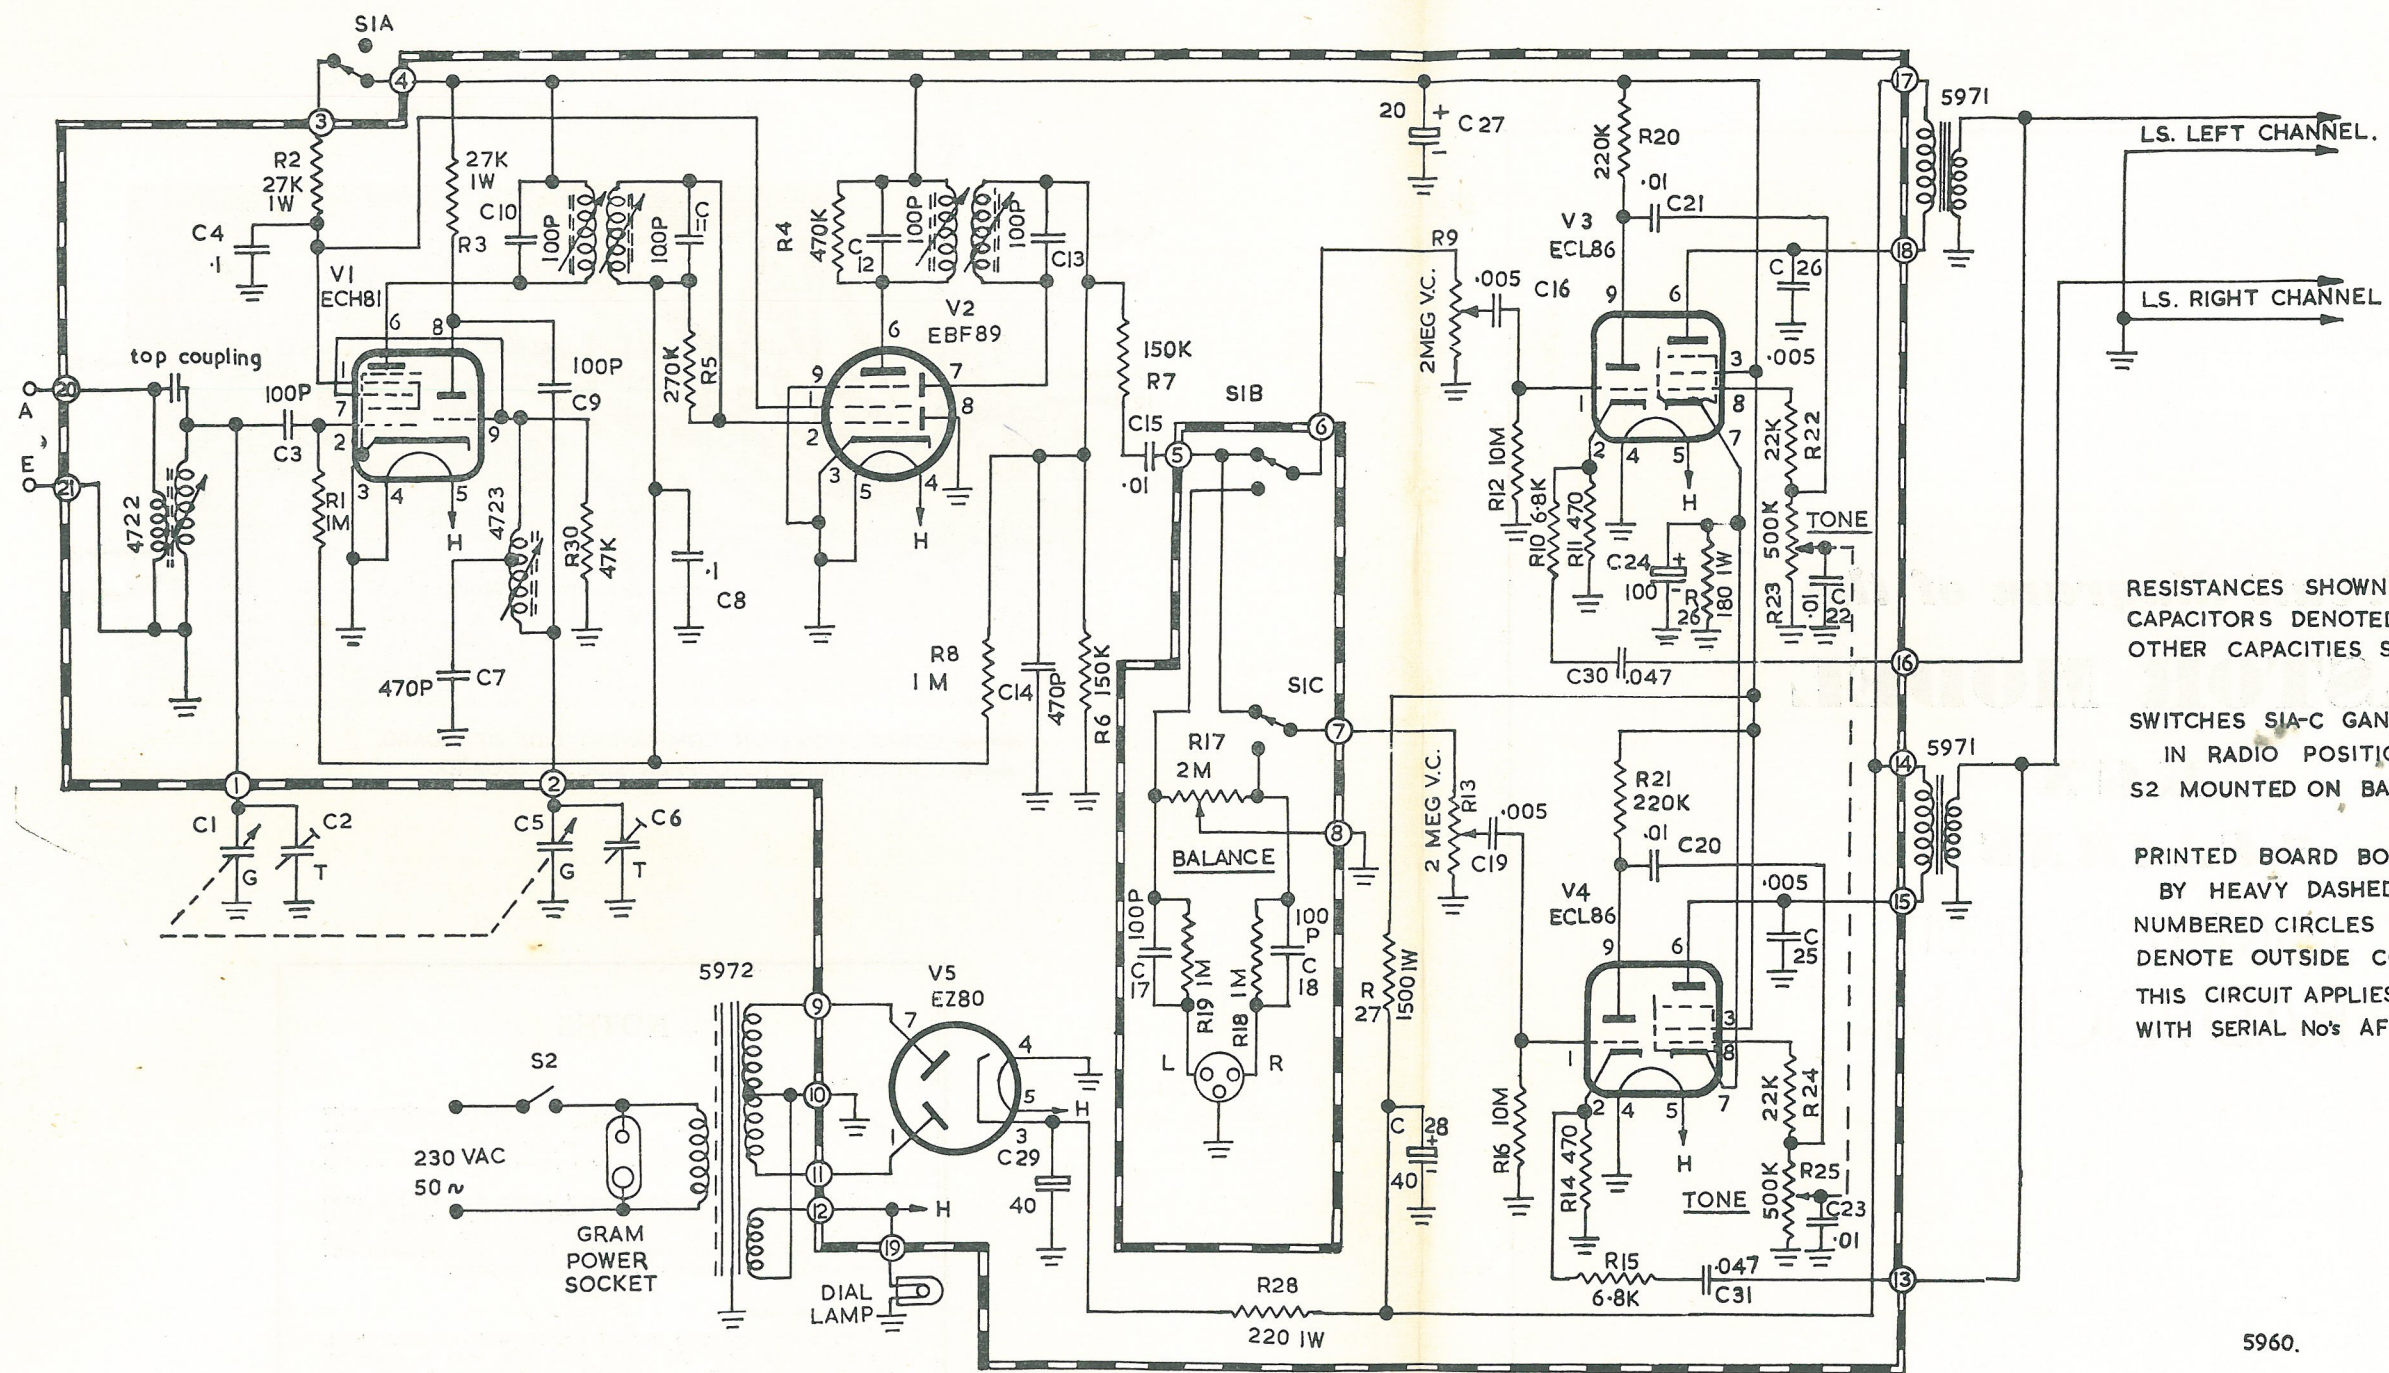 S1A
4
3
R2
27K
1W
C4
.1
V1
ECH81
27K
1W
R3
C10
100P
100P
C
11
R4
470K
C
12
100P
100P
C13
V2
EBF89
6
8
1
7
2
9
3
4
5
H
top coupling
20
A
E
21
4722
100P
C3
R1
1M
4723
100P
C9
R30
47K
470P
C7
270K
R5
.1
C8
6
9
1
2
7
8
3
5
4
H
150K
R7
C15
.01
R8
1M
C14
470P
R6 150K
1
2
C1
G
C2
T
C5
G
C6
T
S1B
5
6
S1C
7
R17
2M
8
BALANCE
100P
C
17
R19 1M
R18 1M
100
P
C
18
L
R
20
+
C27
-
R9
2MEG V.C.
.005
C16
220K
R20
.01
C21
V3
ECL86
9
6
3
8
1
2
4
5
7
H
C
26
.005
R12 10M
R10 6.8K
R11 470
C24
100
+
-
R
26
180 1W
22K
R22
500K
R23
TONE
.01
C
22
C30
.047
17
18
5971
LS. LEFT CHANNEL.
LS. RIGHT CHANNEL
16
14
15
5971
13
2 MEG V.C.
R13
.005
C19
R21
220K
.01
C20
V4
ECL86
.005
C
25
9
6
3
8
1
2
4
5
7
H
R16 10M
R14 470
22K
R24
500K
R25
TONE
C23
.01
R15
6.8K
.047
C31
R
27
1500 1W
C
28
+
-
40
R28
220 1W
5972
S2
230 VAC
50 ~
GRAM
POWER
SOCKET
9
10
11
12
19
H
DIAL
LAMP
V5
EZ80
7
1
4
5
3
H
C29
40
RESISTANCES SHOWN
CAPACITORS DENOTED
OTHER CAPACITIES S
SWITCHES S1A-C GAN
IN RADIO POSITIO
S2 MOUNTED ON BA
PRINTED BOARD BO
BY HEAVY DASHED
NUMBERED CIRCLES
DENOTE OUTSIDE CO
THIS CIRCUIT APPLIES
WITH SERIAL No's AF
5960.